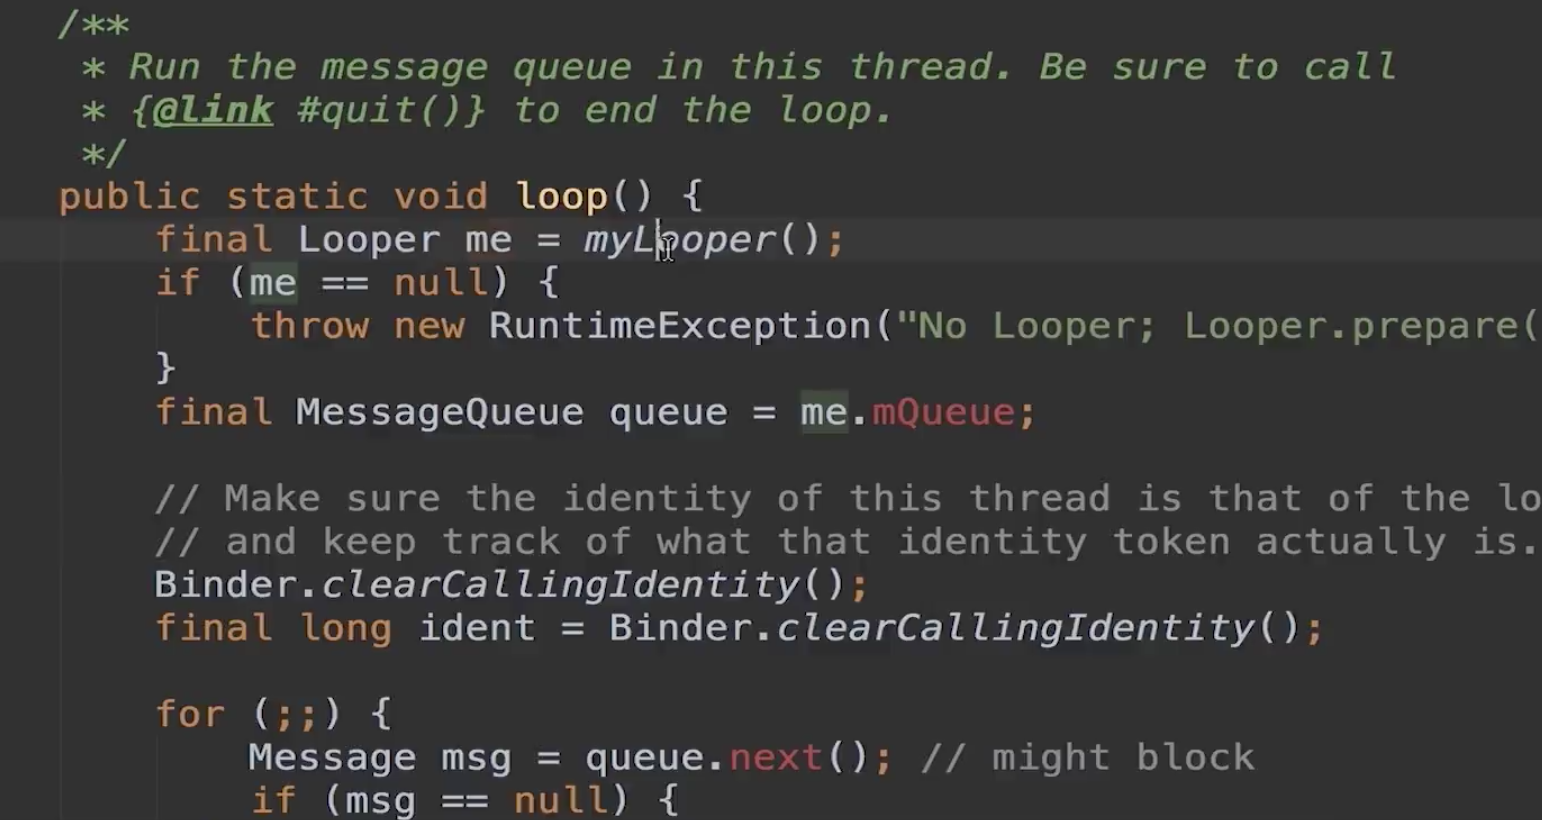 /**
 * Run the message queue in this thread. Be sure to call
 * {@link #quit()} to end the loop.
 */
public static void loop() {
    final Looper me = myLooper();
    if (me == null) {
        throw new RuntimeException("No Looper; Looper.prepare(
    }
    final MessageQueue queue = me.mQueue;

    // Make sure the identity of this thread is that of the lo
    // and keep track of what that identity token actually is.
    Binder.clearCallingIdentity();
    final long ident = Binder.clearCallingIdentity();

    for (;;) {
        Message msg = queue.next(); // might block
        if (msg == null) {